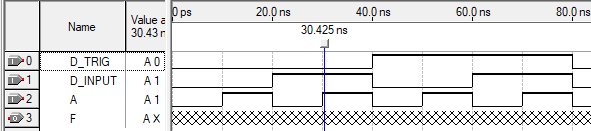 Name Value a 30.43 n 0 ps 20.0 ns 40.0 ns 60.0 ns 80.0 n
30.425 ns
0 D_TRIG A 0
1 D_INPUT A 1
2 A A 1
3 F A X